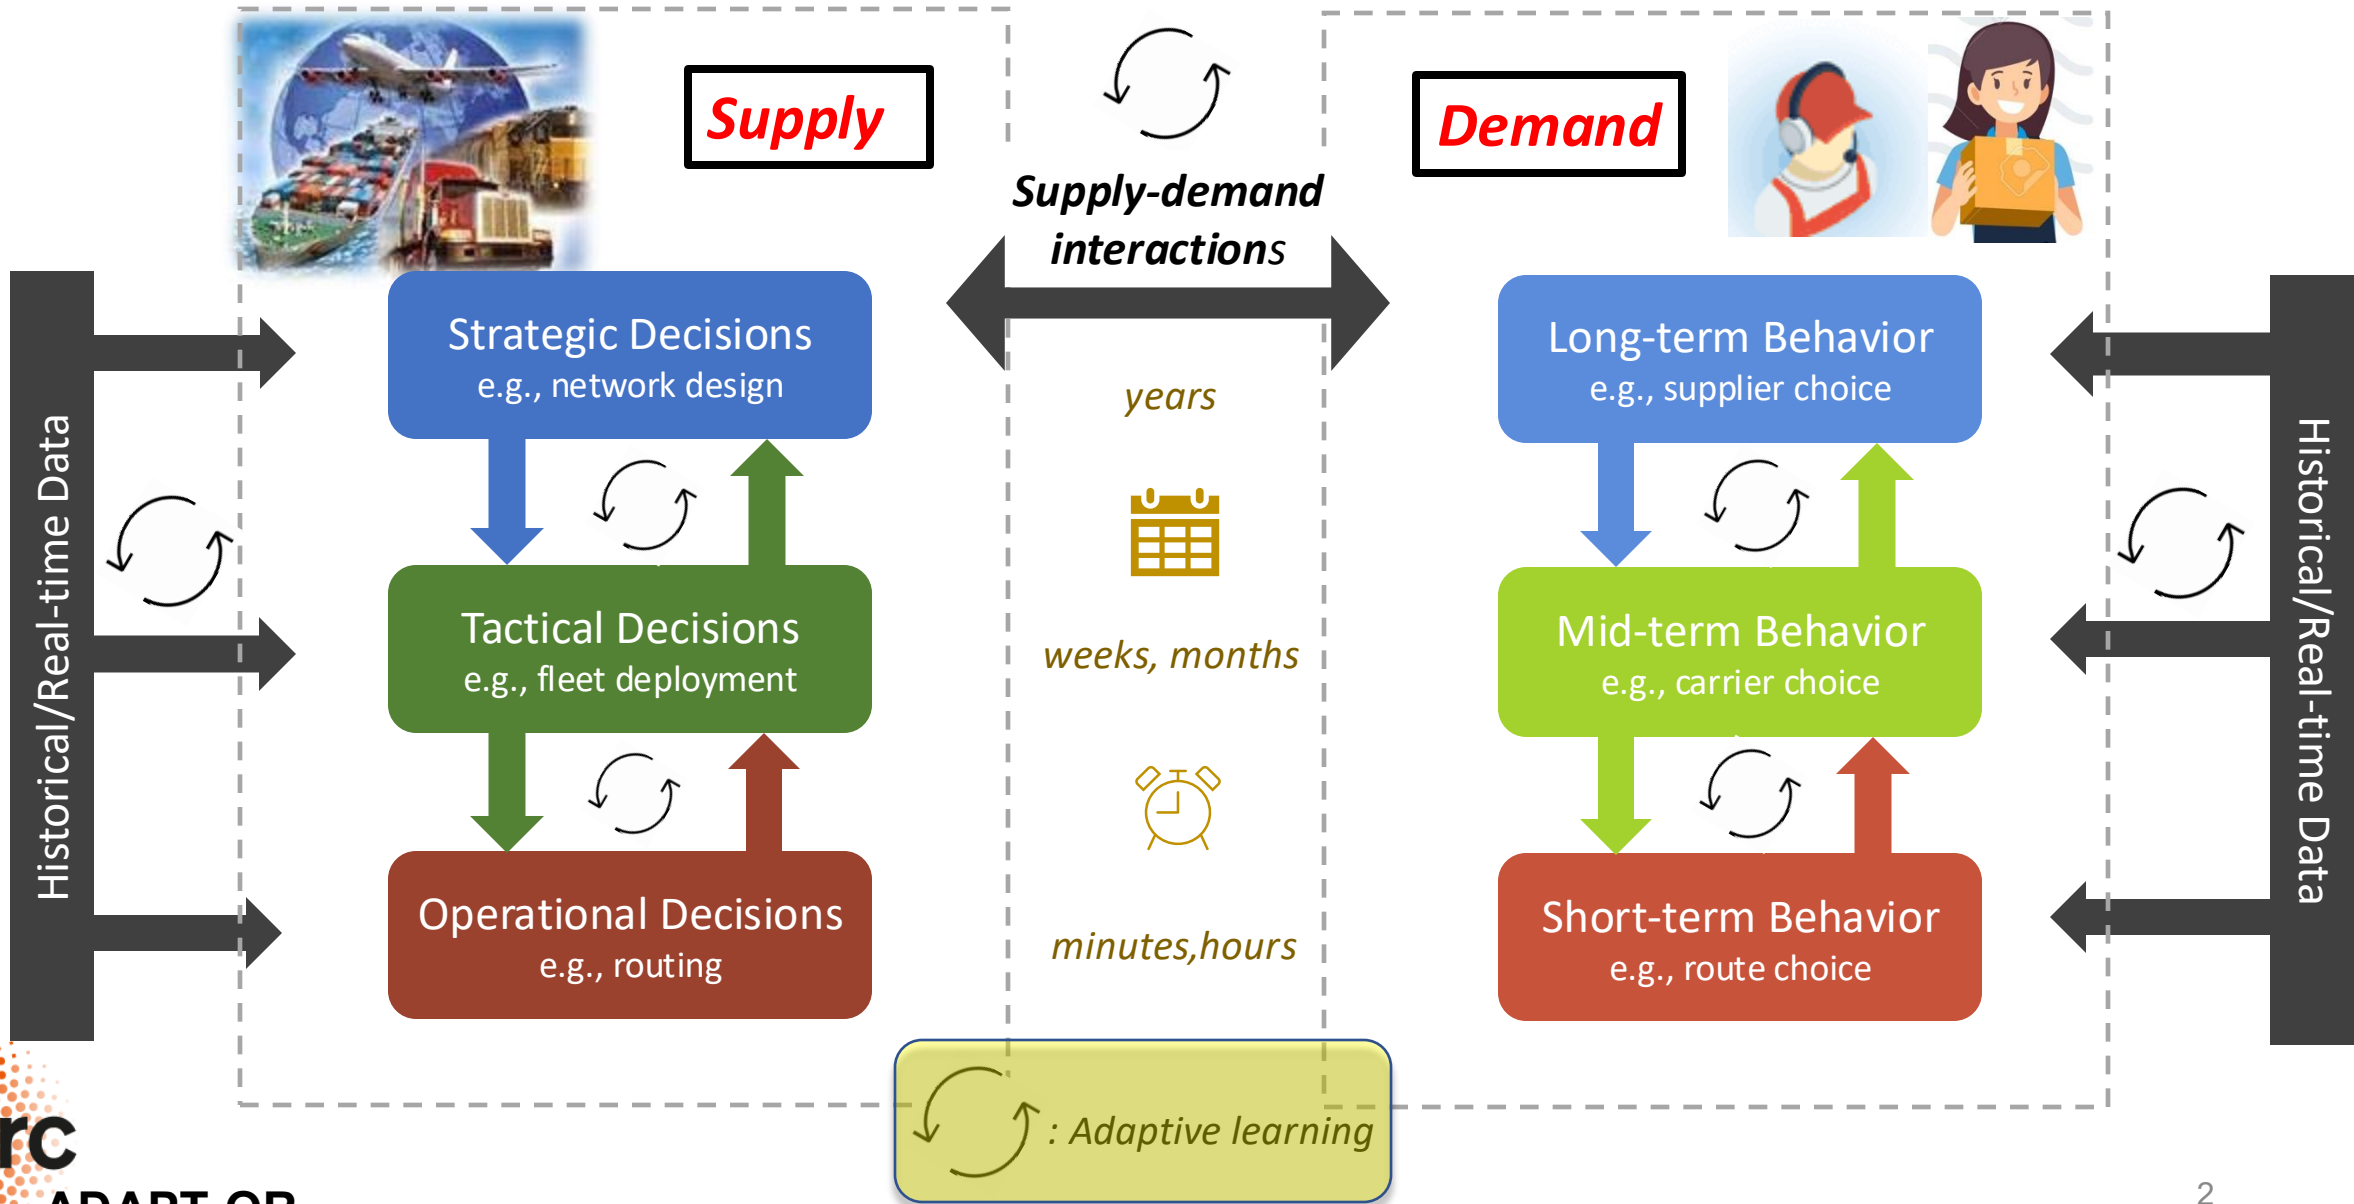 Supply
Demand
Supply-demand
interactions
Historical/Real-time Data
Strategic Decisions
e.g., network design
Tactical Decisions
e.g., fleet deployment
Operational Decisions
e.g., routing
years
weeks, months
minutes,hours
Long-term Behavior
e.g., supplier choice
Mid-term Behavior
e.g., carrier choice
Short-term Behavior
e.g., route choice
Historical/Real-time Data
: Adaptive learning
rc
ADAPT-OR
2